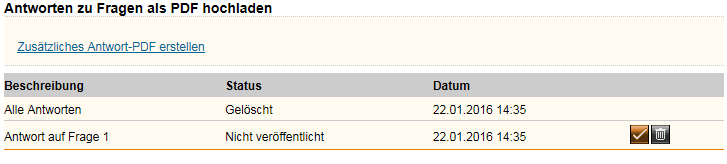 Antworten zu Fragen als PDF hochladen
Zusätzliches Antwort-PDF erstellen
Beschreibung Status Datum
Alle Antworten Gelöscht 22.01.2016 14:35
Antwort auf Frage 1 Nicht veröffentlicht 22.01.2016 14:35